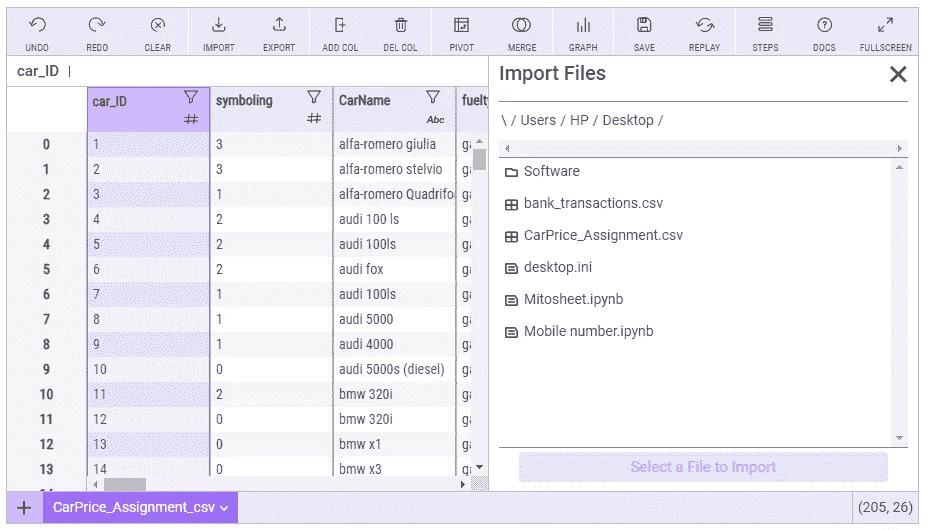 UNDO REDO CLEAR IMPORT EXPORT ADD COL DEL COL PIVOT MERGE GRAPH SAVE REPLAY STEPS DOCS FULLSCREEN
car_ID
car_ID symboling CarName fuelty
# # Abc
0 1 3 alfa-romero giulia ga
1 2 3 alfa-romero stelvio ga
2 3 1 alfa-romero Quadrifo ga
3 4 2 audi 100 ls ga
4 5 2 audi 100ls ga
5 6 2 audi fox ga
6 7 1 audi 100ls ga
7 8 1 audi 5000 ga
8 9 1 audi 4000 ga
9 10 0 audi 5000s (diesel) ga
10 11 2 bmw 320i ga
11 12 0 bmw 320i ga
12 13 0 bmw x1 ga
13 14 0 bmw x3 ga
Import Files
\ / Users / HP / Desktop /
Software
bank_transactions.csv
CarPrice_Assignment.csv
desktop.ini
Mitosheet.ipynb
Mobile number.ipynb
Select a File to Import
+ CarPrice_Assignment_csv (205, 26)